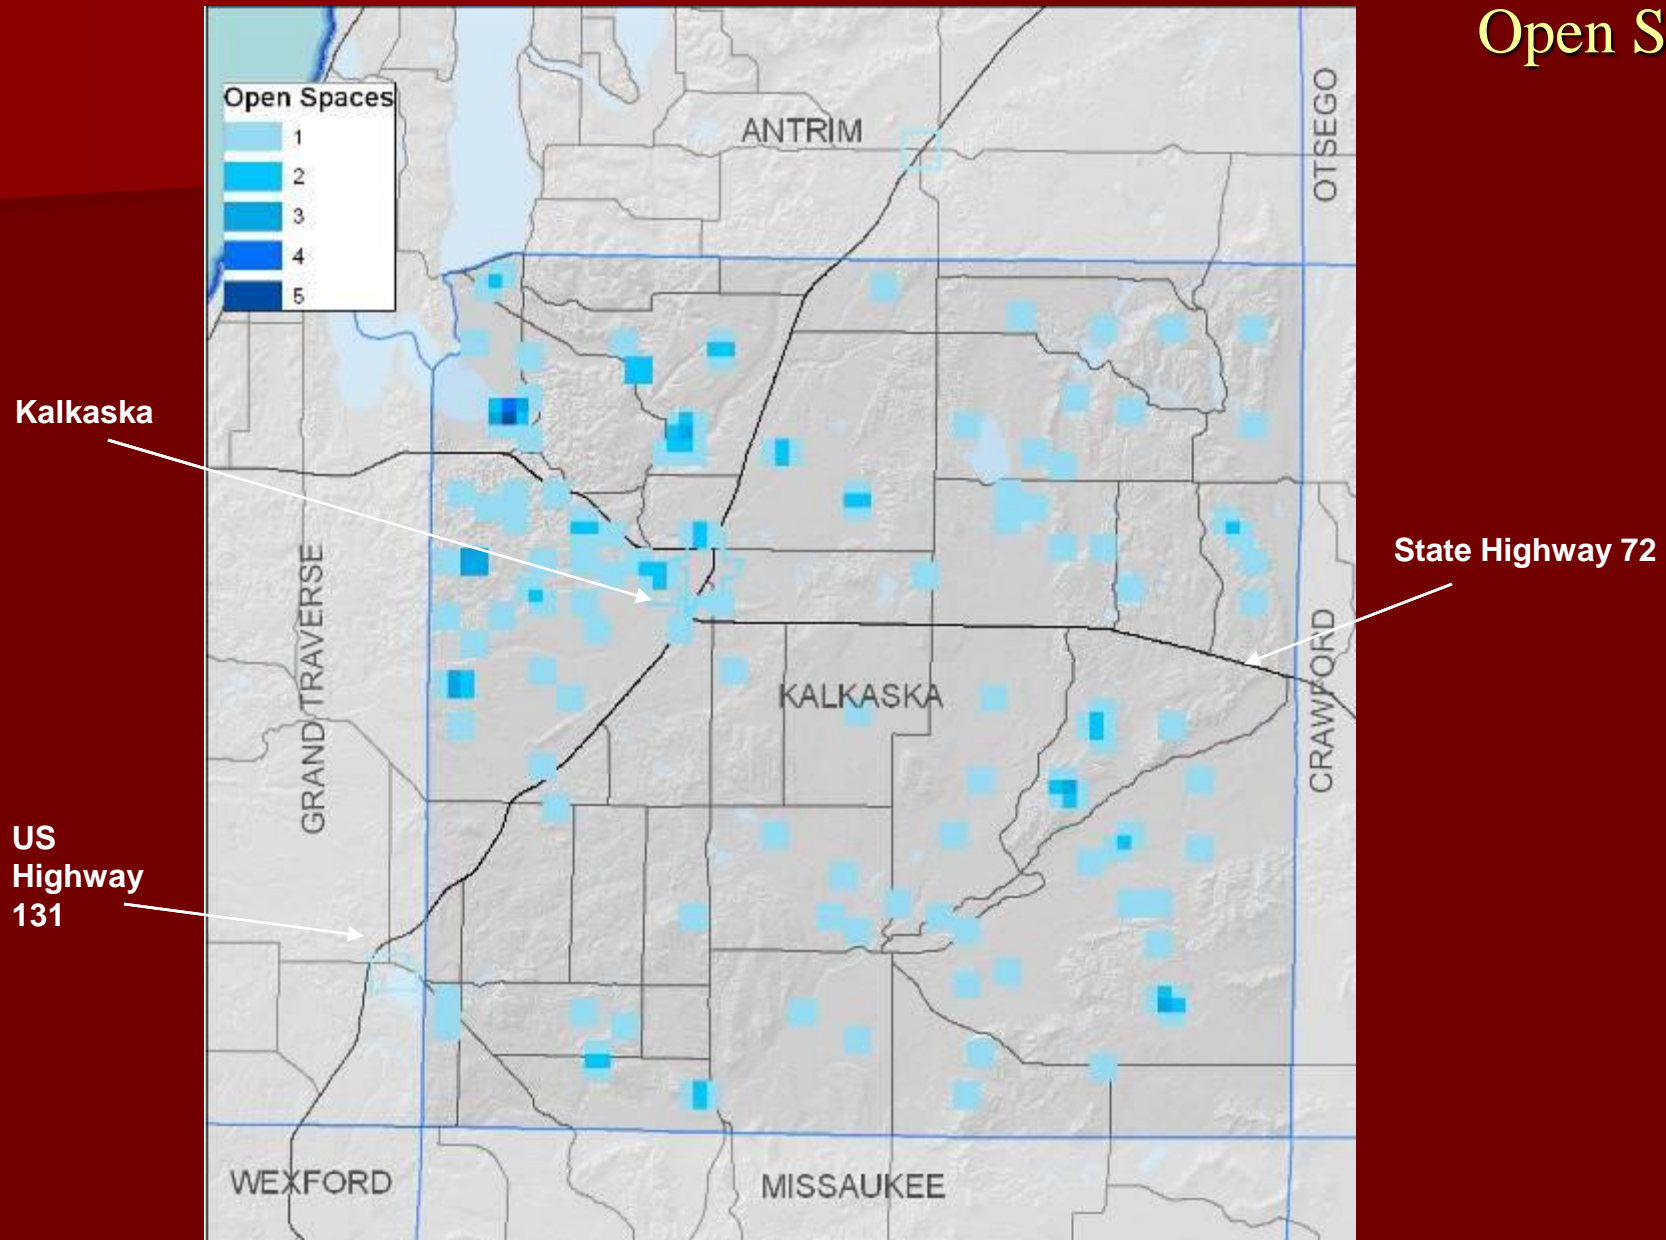 Open S
Open Spaces
1
2
3
4
5
ANTRIM
OTSEGO
Kalkaska
State Highway 72
GRAND TRAVERSE
KALKASKA
CRAWFORD
US
Highway
131
WEXFORD
MISSAUKEE